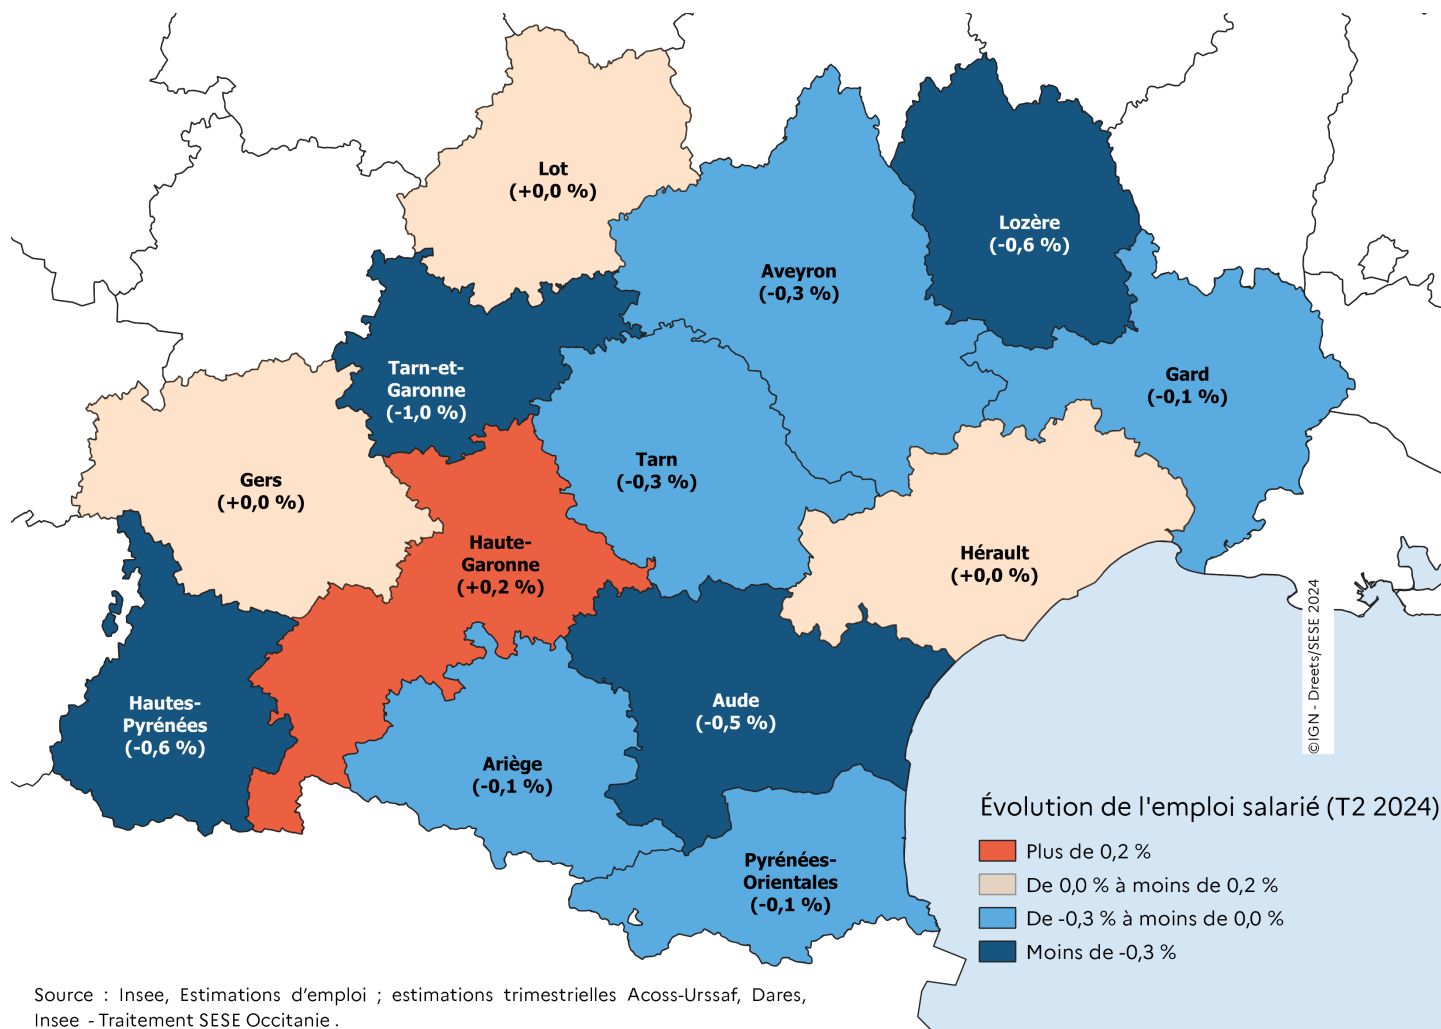 Lot
(+0,0 %)
Lozère
(-0,6 %)
Aveyron
(-0,3 %)
Tarn-et-
Garonne
(-1,0 %)
Gard
(-0,1 %)
Tarn
(-0,3 %)
Gers
(+0,0 %)
Haute-
Garonne
(+0,2 %)
Hérault
(+0,0 %)
Hautes-
Pyrénées
(-0,6 %)
Aude
(-0,5 %)
Ariège
(-0,1 %)
Pyrénées-
Orientales
(-0,1 %)
©IGN - Dreets/SESE 2024
Évolution de l'emploi salarié (T2 2024)
Plus de 0,2 %
De 0,0 % à moins de 0,2 %
De -0,3 % à moins de 0,0 %
Moins de -0,3 %
Source : Insee, Estimations d’emploi ; estimations trimestrielles Acoss-Urssaf, Dares,
Insee - Traitement SESE Occitanie .